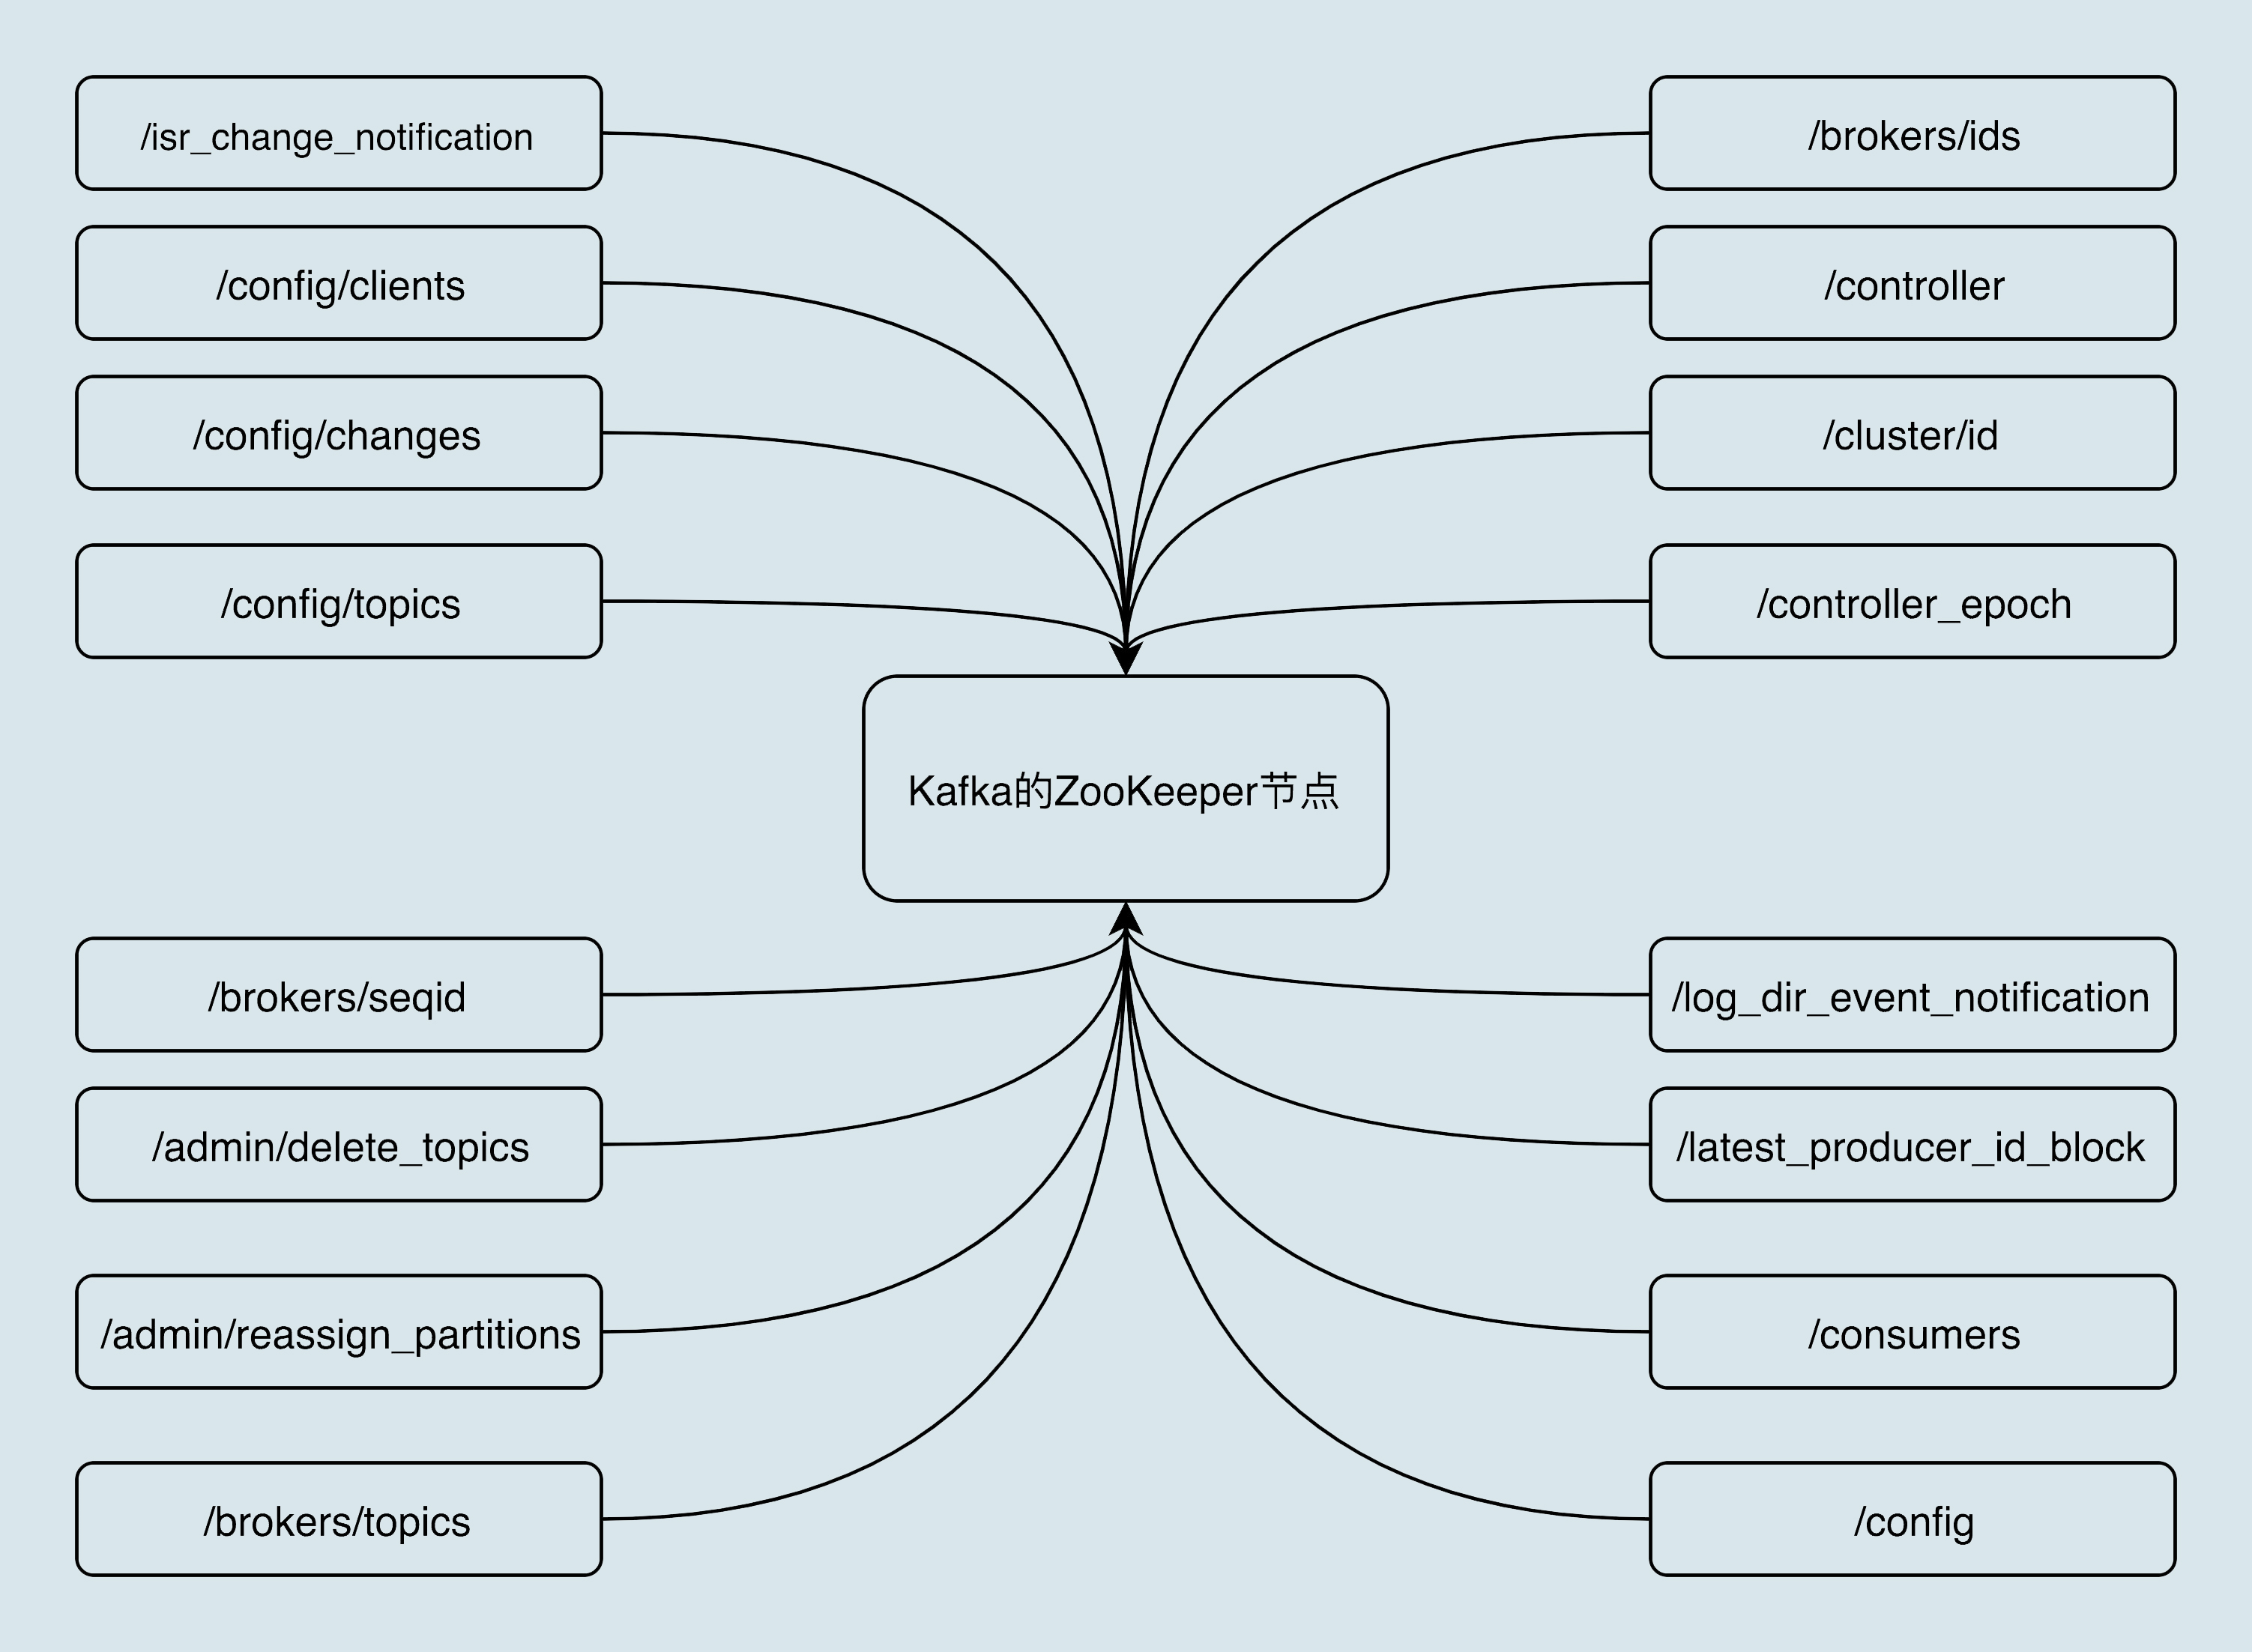 /isr_change_notification
/brokers/ids
/config/clients
/controller
/config/changes
/cluster/id
/config/topics
/controller_epoch
Kafka的ZooKeeper节点
/brokers/seqid
/log_dir_event_notification
/admin/delete_topics
/latest_producer_id_block
/admin/reassign_partitions
/consumers
/brokers/topics
/config